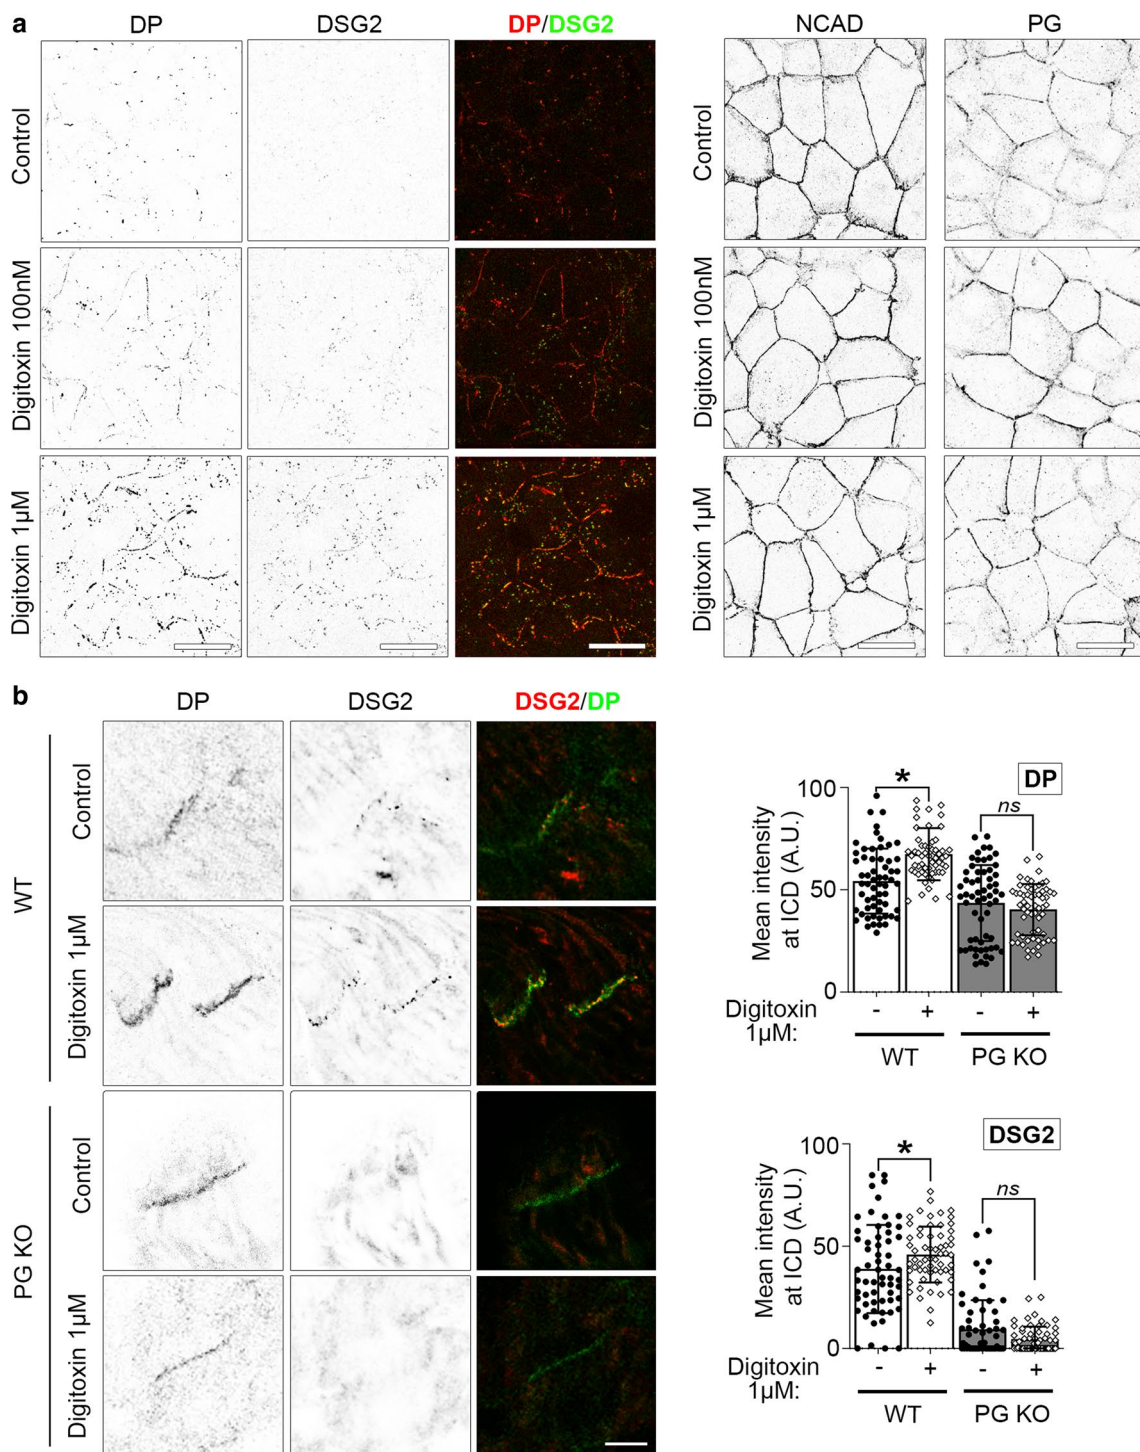 a
DP DSG2 DP/DSG2 NCAD PG
Control Control
Digitoxin 100nM Digitoxin 100nM
Digitoxin 1µM Digitoxin 1µM
b
DP DSG2 DSG2/DP
WT
Control
Digitoxin 1µM
PG KO
Control
Digitoxin 1µM
DP
100
50
0
Mean intensity
at ICD (A.U.)
*
ns
Digitoxin - + - +
1µM:
WT PG KO
DSG2
100
50
0
Mean intensity
at ICD (A.U.)
*
ns
Digitoxin - + - +
1µM:
WT PG KO